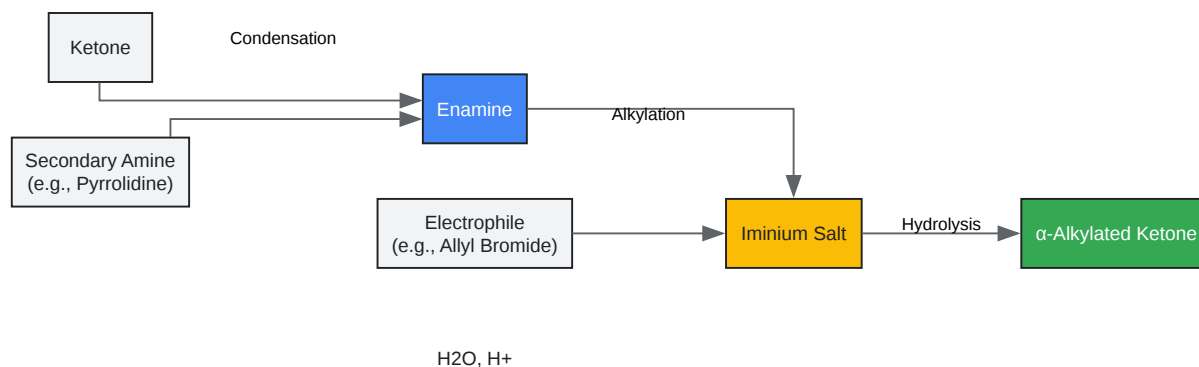 Ketone
Condensation
Enamine
Alkylation
Secondary Amine
(e.g., Pyrrolidine)
Electrophile
(e.g., Allyl Bromide)
Iminium Salt
Hydrolysis
α-Alkylated Ketone
H2O, H+